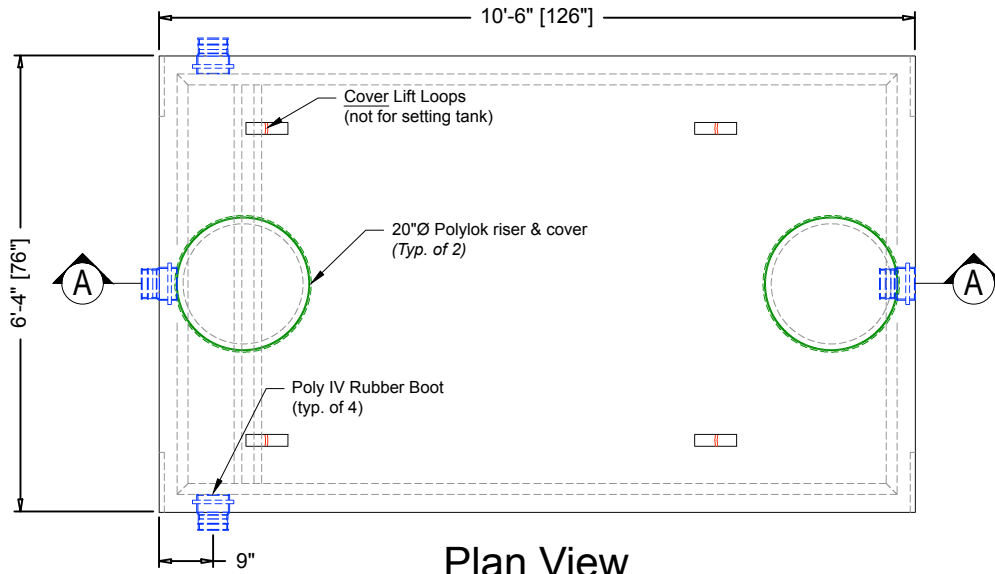 10'-6" [126"]
Cover Lift Loops
(not for setting tank)
20"Ø Polylok riser & cover
(Typ. of 2)
6'-4" [76"]
A
A
Poly IV Rubber Boot
(typ. of 4)
9"
Plan View